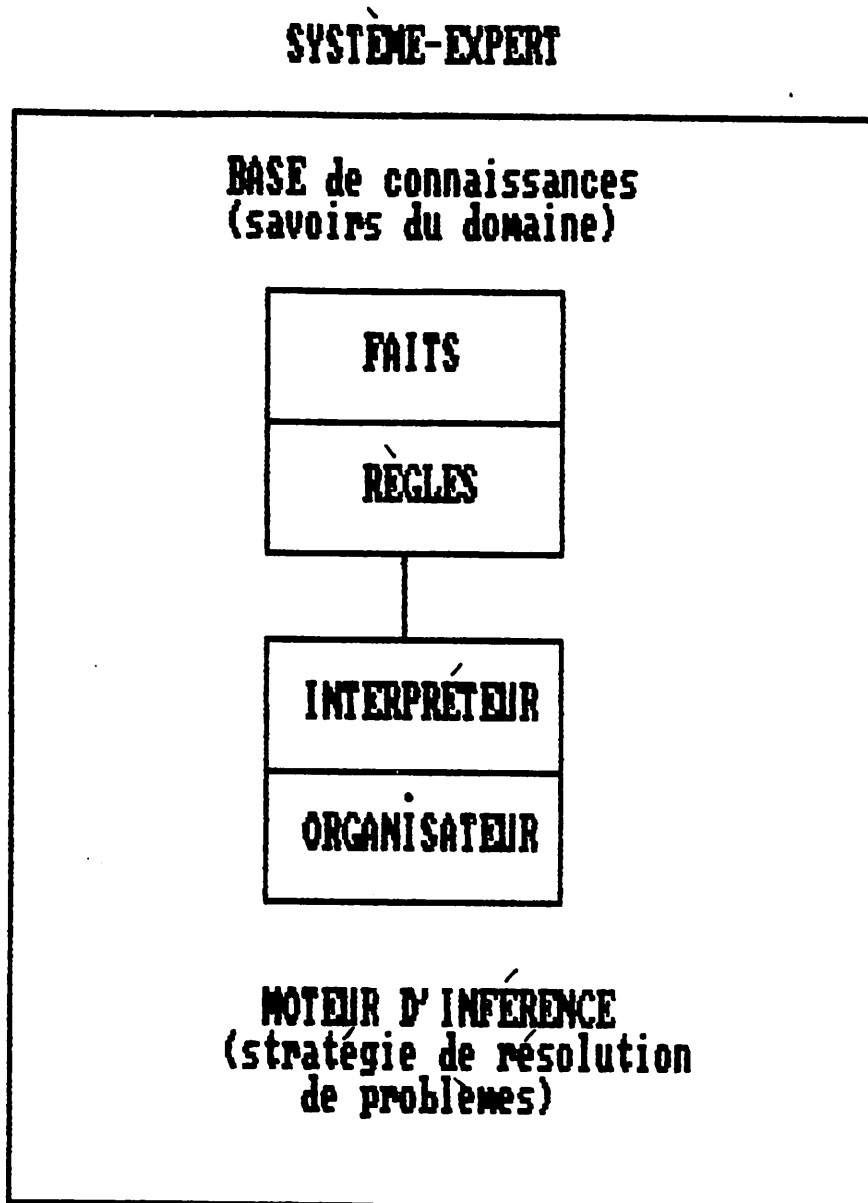 SYSTÈME-EXPERT
BASE de connaissances
(savoirs du domaine)
FAITS
RÈGLES
INTERPRÉTEUR
ORGANISATEUR
MOTEUR D'INFÉRENCE
(stratégie de résolution
de problèmes)